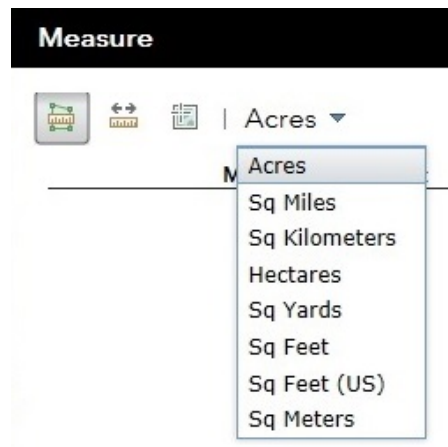 Measure
Acres
Acres
Sq Miles
Sq Kilometers
Hectares
Sq Yards
Sq Feet
Sq Feet (US)
Sq Meters